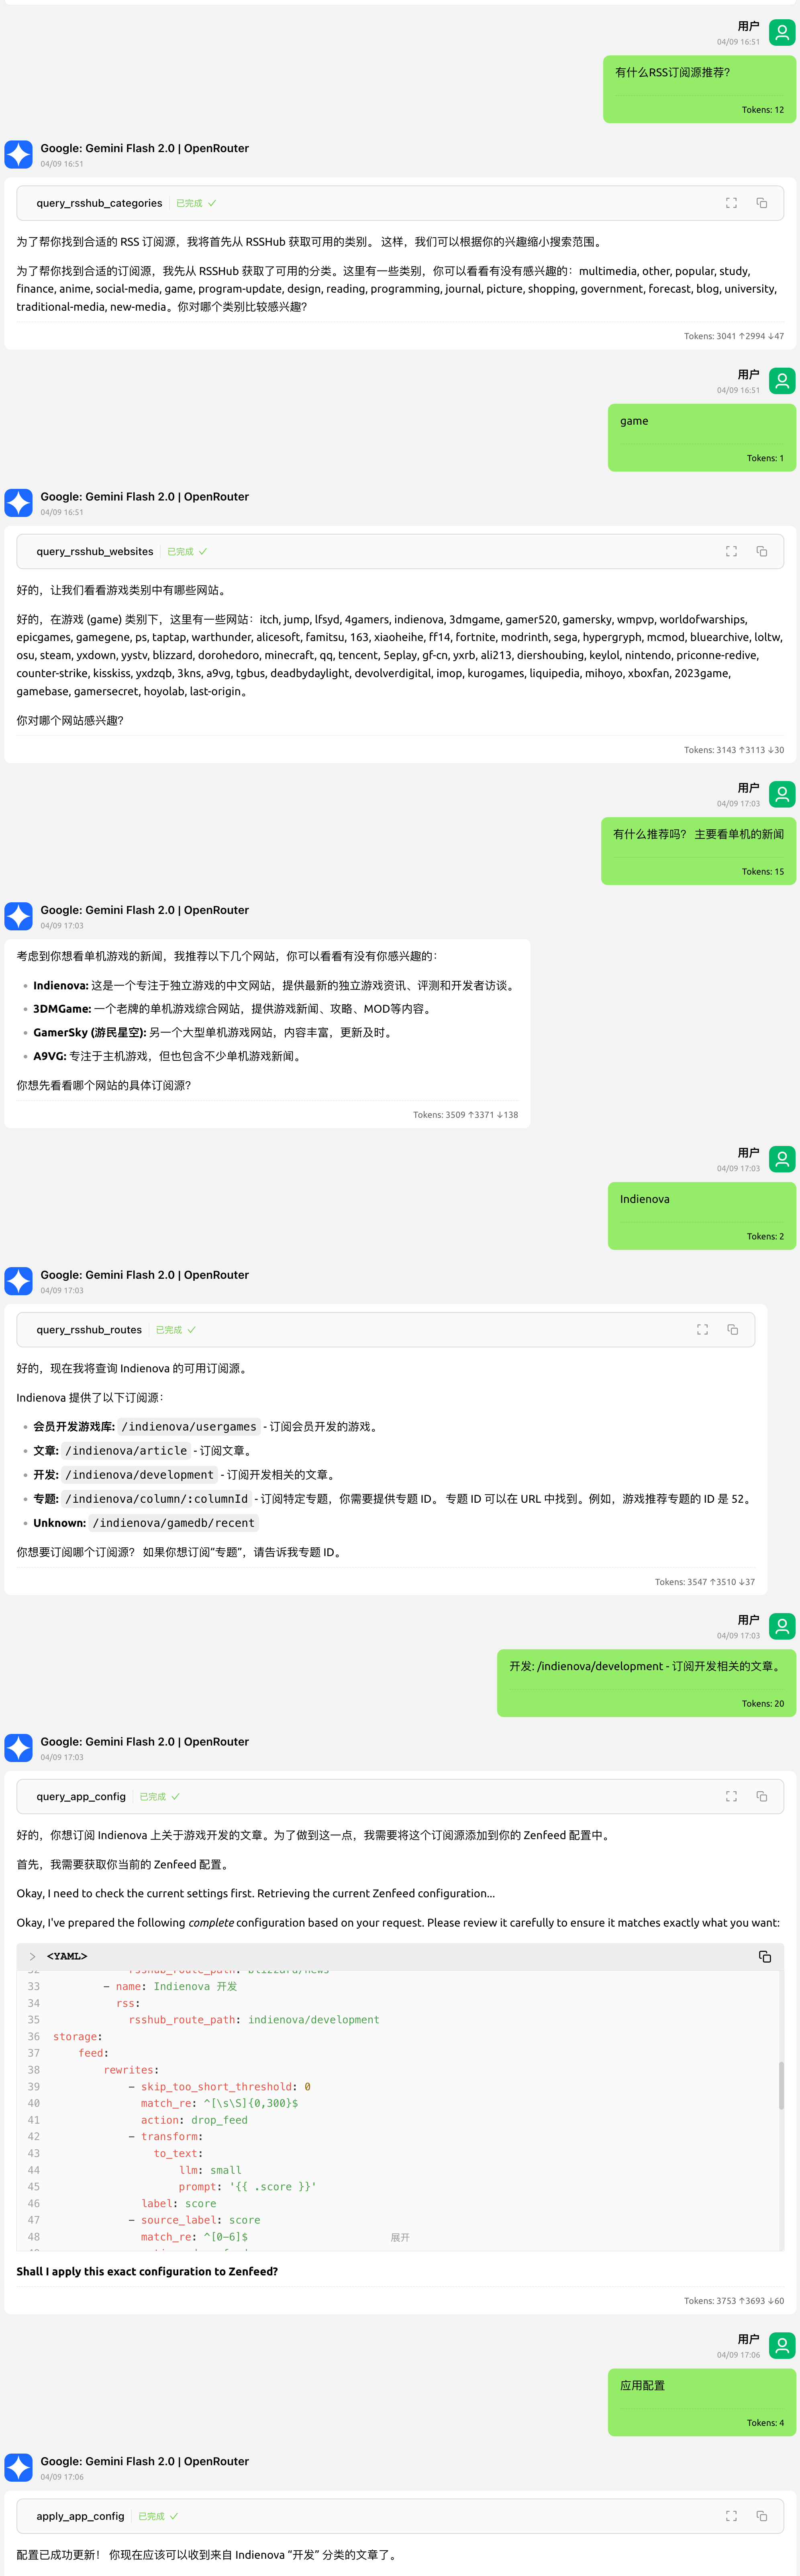 用户
04/09 16:51
有什么RSS订阅源推荐？
Tokens: 12
Google: Gemini Flash 2.0 | OpenRouter
04/09 16:51
query_rsshub_categories 已完成
为了帮你找到合适的 RSS 订阅源，我将首先从 RSSHub 获取可用的类别。 这样，我们可以根据你的兴趣缩小搜索范围。
为了帮你找到合适的订阅源，我先从 RSSHub 获取了可用的分类。这里有一些类别，你可以看看有没有感兴趣的：multimedia, other, popular, study,
finance, anime, social-media, game, program-update, design, reading, programming, journal, picture, shopping, government, forecast, blog, university,
traditional-media, new-media。你对哪个类别比较感兴趣？
Tokens: 3041 ↑2994 ↓47
用户
04/09 16:51
game
Tokens: 1
Google: Gemini Flash 2.0 | OpenRouter
04/09 16:51
query_rsshub_websites 已完成
好的，让我们看看游戏类别中有哪些网站。
好的，在游戏 (game) 类别下，这里有一些网站：itch, jump, lfsyd, 4gamers, indienova, 3dmgame, gamer520, gamersky, wmpvp, worldofwarships,
epicgames, gamegene, ps, taptap, warthunder, alicesoft, famitsu, 163, xiaoheihe, ff14, fortnite, modrinth, sega, hypergryph, mcmod, bluearchive, loltw,
osu, steam, yxdown, yystv, blizzard, dorohedoro, minecraft, qq, tencent, 5eplay, gf-cn, yxrb, ali213, diershoubing, keylol, nintendo, priconne-redive,
counter-strike, kisskiss, yxdzqb, 3kns, a9vg, tgbus, deadbydaylight, devolverdigital, imop, kurogames, liquipedia, mihoyo, xboxfan, 2023game,
gamebase, gamersecret, hoyolab, last-origin。
你对哪个网站感兴趣？
Tokens: 3143 ↑3113 ↓30
用户
04/09 17:03
有什么推荐吗？ 主要看单机的新闻
Tokens: 15
Google: Gemini Flash 2.0 | OpenRouter
04/09 17:03
考虑到你想看单机游戏的新闻，我推荐以下几个网站，你可以看看有没有你感兴趣的：
• Indienova: 这是一个专注于独立游戏的中文网站，提供最新的独立游戏资讯、评测和开发者访谈。
• 3DMGame: 一个老牌的单机游戏综合网站，提供游戏新闻、攻略、MOD等内容。
• GamerSky (游民星空): 另一个大型单机游戏网站，内容丰富，更新及时。
• A9VG: 专注于主机游戏，但也包含不少单机游戏新闻。
你想先看看哪个网站的具体订阅源？
Tokens: 3509 ↑3371 ↓138
用户
04/09 17:03
Indienova
Tokens: 2
Google: Gemini Flash 2.0 | OpenRouter
04/09 17:03
query_rsshub_routes 已完成
好的，现在我将查询 Indienova 的可用订阅源。
Indienova 提供了以下订阅源：
• 会员开发游戏库: /indienova/usergames - 订阅会员开发的游戏。
• 文章: /indienova/article - 订阅文章。
• 开发: /indienova/development - 订阅开发相关的文章。
• 专题: /indienova/column/:columnId - 订阅特定专题，你需要提供专题 ID。 专题 ID 可以在 URL 中找到。例如，游戏推荐专题的 ID 是 52。
• Unknown: /indienova/gamedb/recent
你想要订阅哪个订阅源？ 如果你想订阅“专题”，请告诉我专题 ID。
Tokens: 3547 ↑3510 ↓37
用户
04/09 17:03
开发: /indienova/development - 订阅开发相关的文章。
Tokens: 20
Google: Gemini Flash 2.0 | OpenRouter
04/09 17:03
query_app_config 已完成
好的，你想订阅 Indienova 上关于游戏开发的文章。为了做到这一点，我需要将这个订阅源添加到你的 Zenfeed 配置中。
首先，我需要获取你当前的 Zenfeed 配置。
Okay, I need to check the current settings first. Retrieving the current Zenfeed configuration...
Okay, I've prepared the following complete configuration based on your request. Please review it carefully to ensure it matches exactly what you want:
<YAML>
32 rsshub_route_path: blizzard/news
33 - name: Indienova 开发
34 rss:
35 rsshub_route_path: indienova/development
36 storage:
37 feed:
38 rewrites:
39 - skip_too_short_threshold: 0
40 match_re: ^[\s\S]{0,300}$
41 action: drop_feed
42 - transform:
43 to_text:
44 llm: small
45 prompt: '{{ .score }}'
46 label: score
47 - source_label: score
48 match_re: ^[0-6]$
展开
Shall I apply this exact configuration to Zenfeed?
Tokens: 3753 ↑3693 ↓60
用户
04/09 17:06
应用配置
Tokens: 4
Google: Gemini Flash 2.0 | OpenRouter
04/09 17:06
apply_app_config 已完成
配置已成功更新！ 你现在应该可以收到来自 Indienova “开发” 分类的文章了。